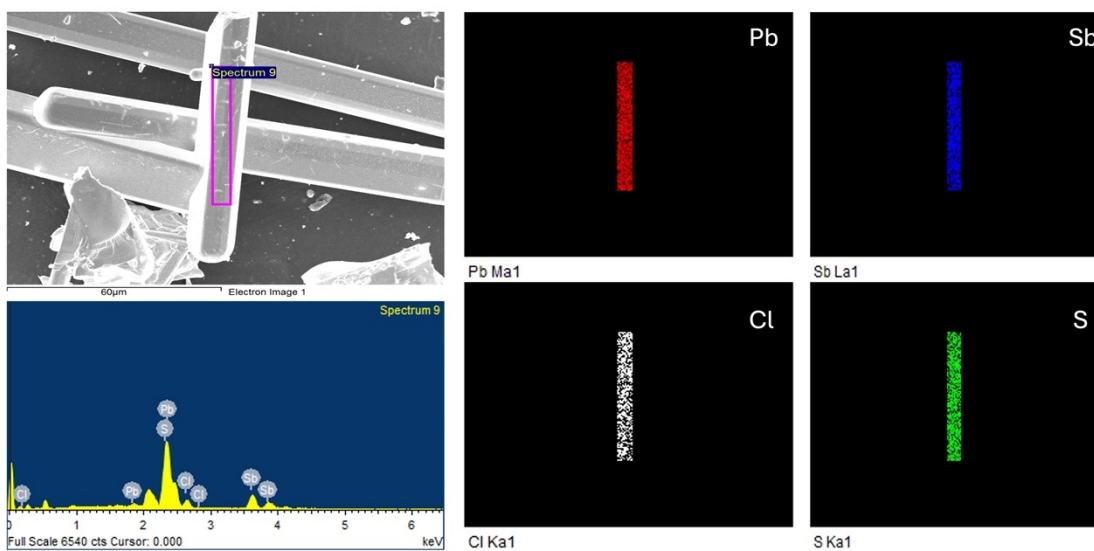 Spectrum 9
60µm
Electron Image 1
Spectrum 9
Pb
S
Cl
Pb
Cl
Cl
Sb
Sb
0
1
2
3
4
5
6
Full Scale 6540 cts Cursor: 0.000
keV
Pb
Pb Ma1
Sb
Sb La1
Cl
Cl Ka1
S
S Ka1